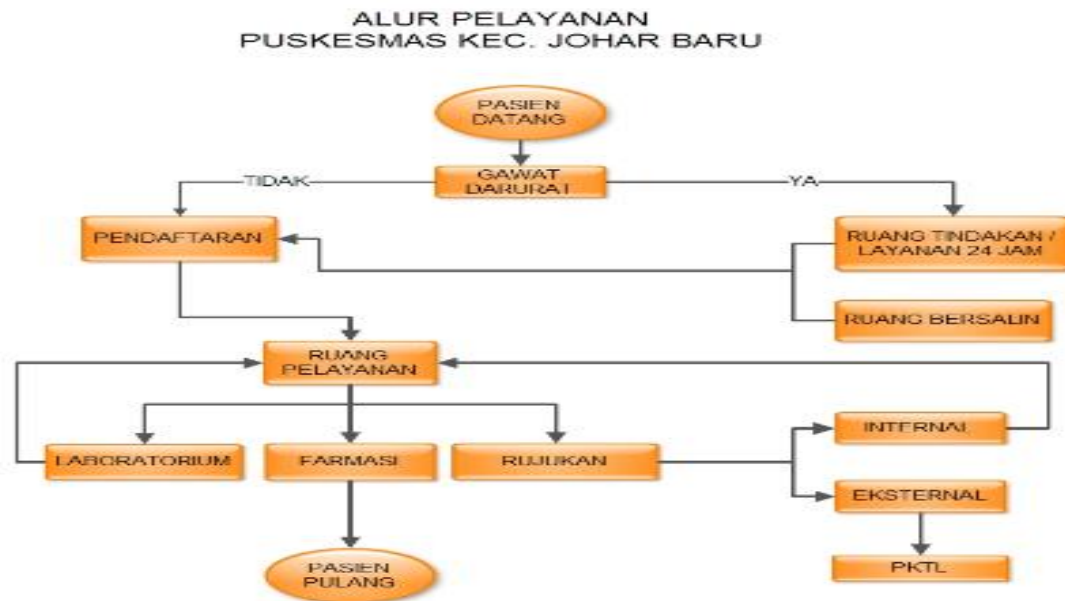 ALUR PELAYANAN
PUSKESMAS KEC. JOHAR BARU
PASIEN
DATANG
GAWAT
DARURAT
TIDAK
YA
PENDAFTARAN
RUANG TINDAKAN /
LAYANAN 24 JAM
RUANG BERSALIN
RUANG
PELAYANAN
LABORATORIUM
FARMASI
RUJUKAN
INTERNAL
EKSTERNAL
PASIEN
PULANG
PKTL